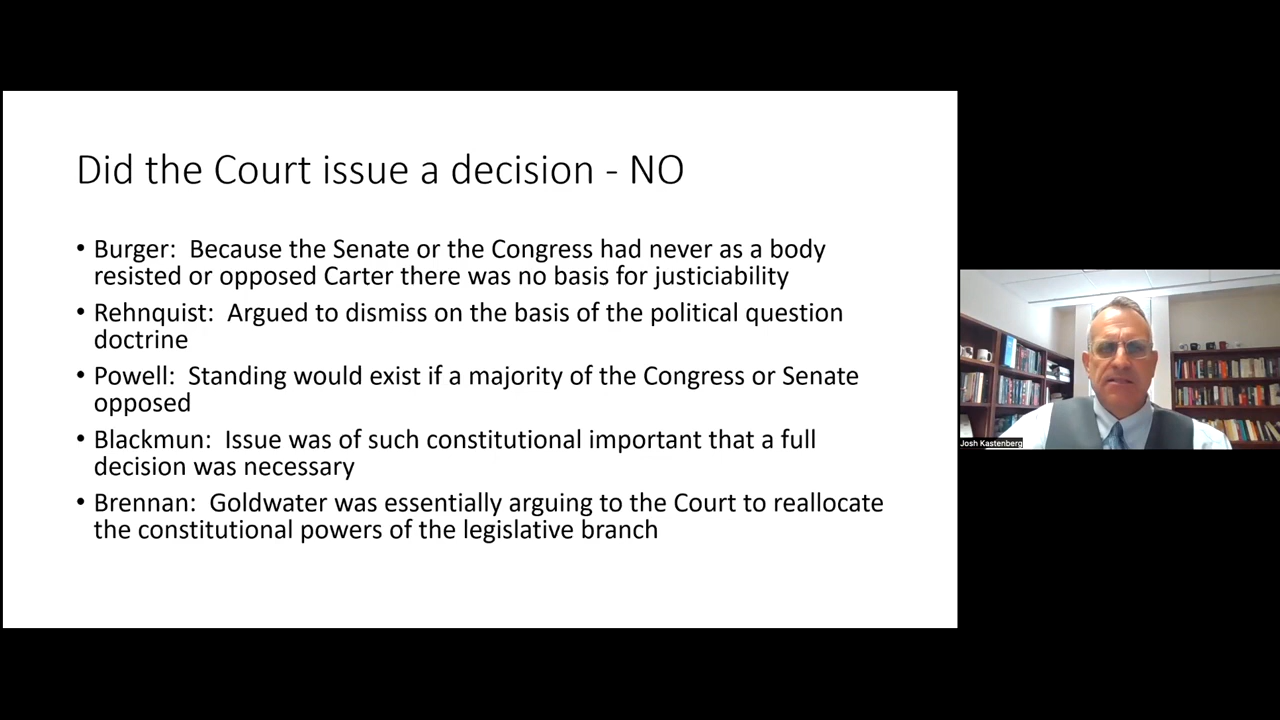 Did the Court issue a decision - NO
• Burger:  Because the Senate or the Congress had never as a body
resisted or opposed Carter there was no basis for justiciability
• Rehnquist:  Argued to dismiss on the basis of the political question
doctrine
• Powell:  Standing would exist if a majority of the Congress or Senate
opposed
• Blackmun:  Issue was of such constitutional important that a full
decision was necessary
• Brennan:  Goldwater was essentially arguing to the Court to reallocate
the constitutional powers of the legislative branch
Josh Kastenberg